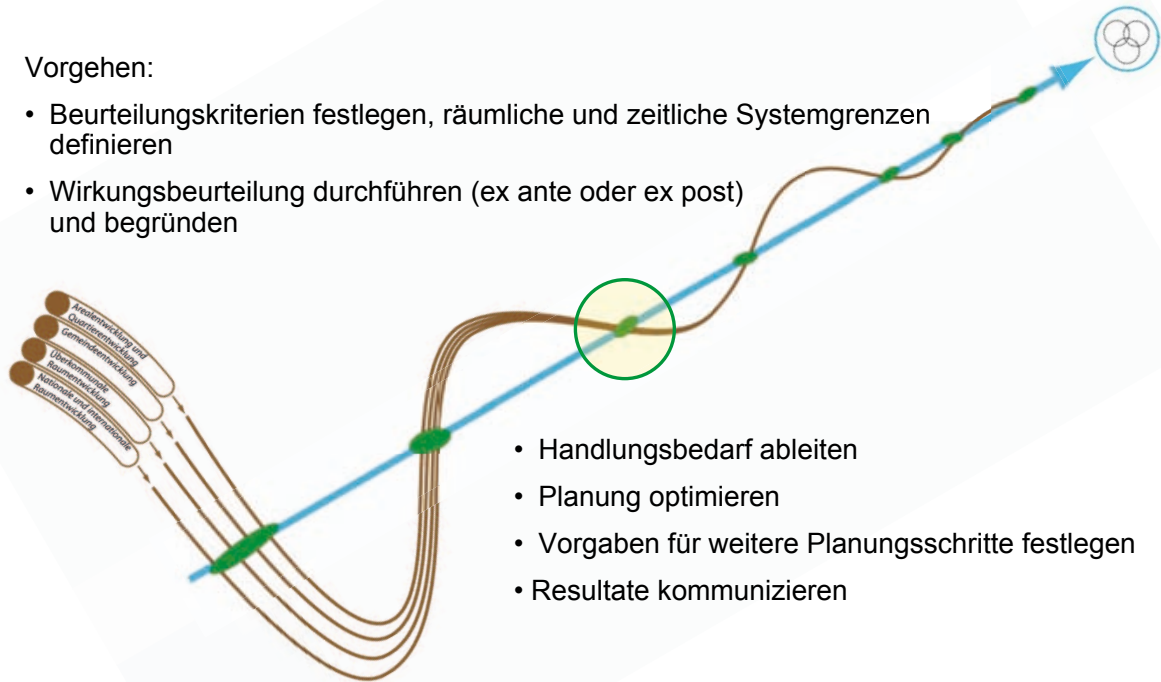 Vorgehen:
• Beurteilungskriterien festlegen, räumliche und zeitliche Systemgrenzen
definieren
• Wirkungsbeurteilung durchführen (ex ante oder ex post)
und begründen
Arealentwicklung und
Quartierentwicklung
Gemeindeentwicklung
Überkommunale
Raumentwicklung
Nationale und internationale
Raumentwicklung
• Handlungsbedarf ableiten
• Planung optimieren
• Vorgaben für weitere Planungsschritte festlegen
• Resultate kommunizieren